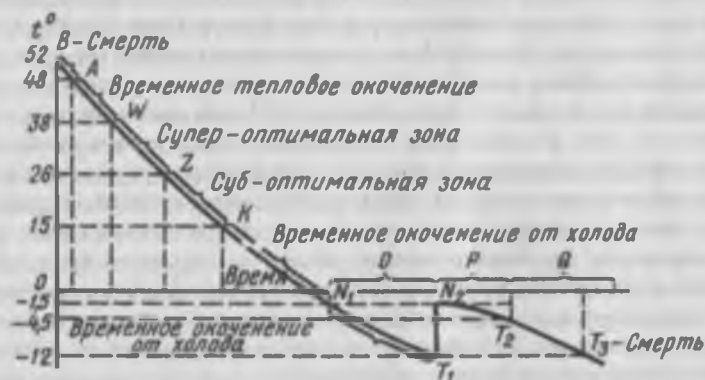 t°
52 В-Смерть
48 А Временное тепловое окоченение
W
38 Супер-оптимальная зона
Z
26 Суб-оптимальная зона
К
15 Временное окоченение от холода
О Р Q
Время
0 N₁ N₂
-1,5
-4,5 Временное окоченение
от холода
T₂ T₃-Смерть
-12
T₁